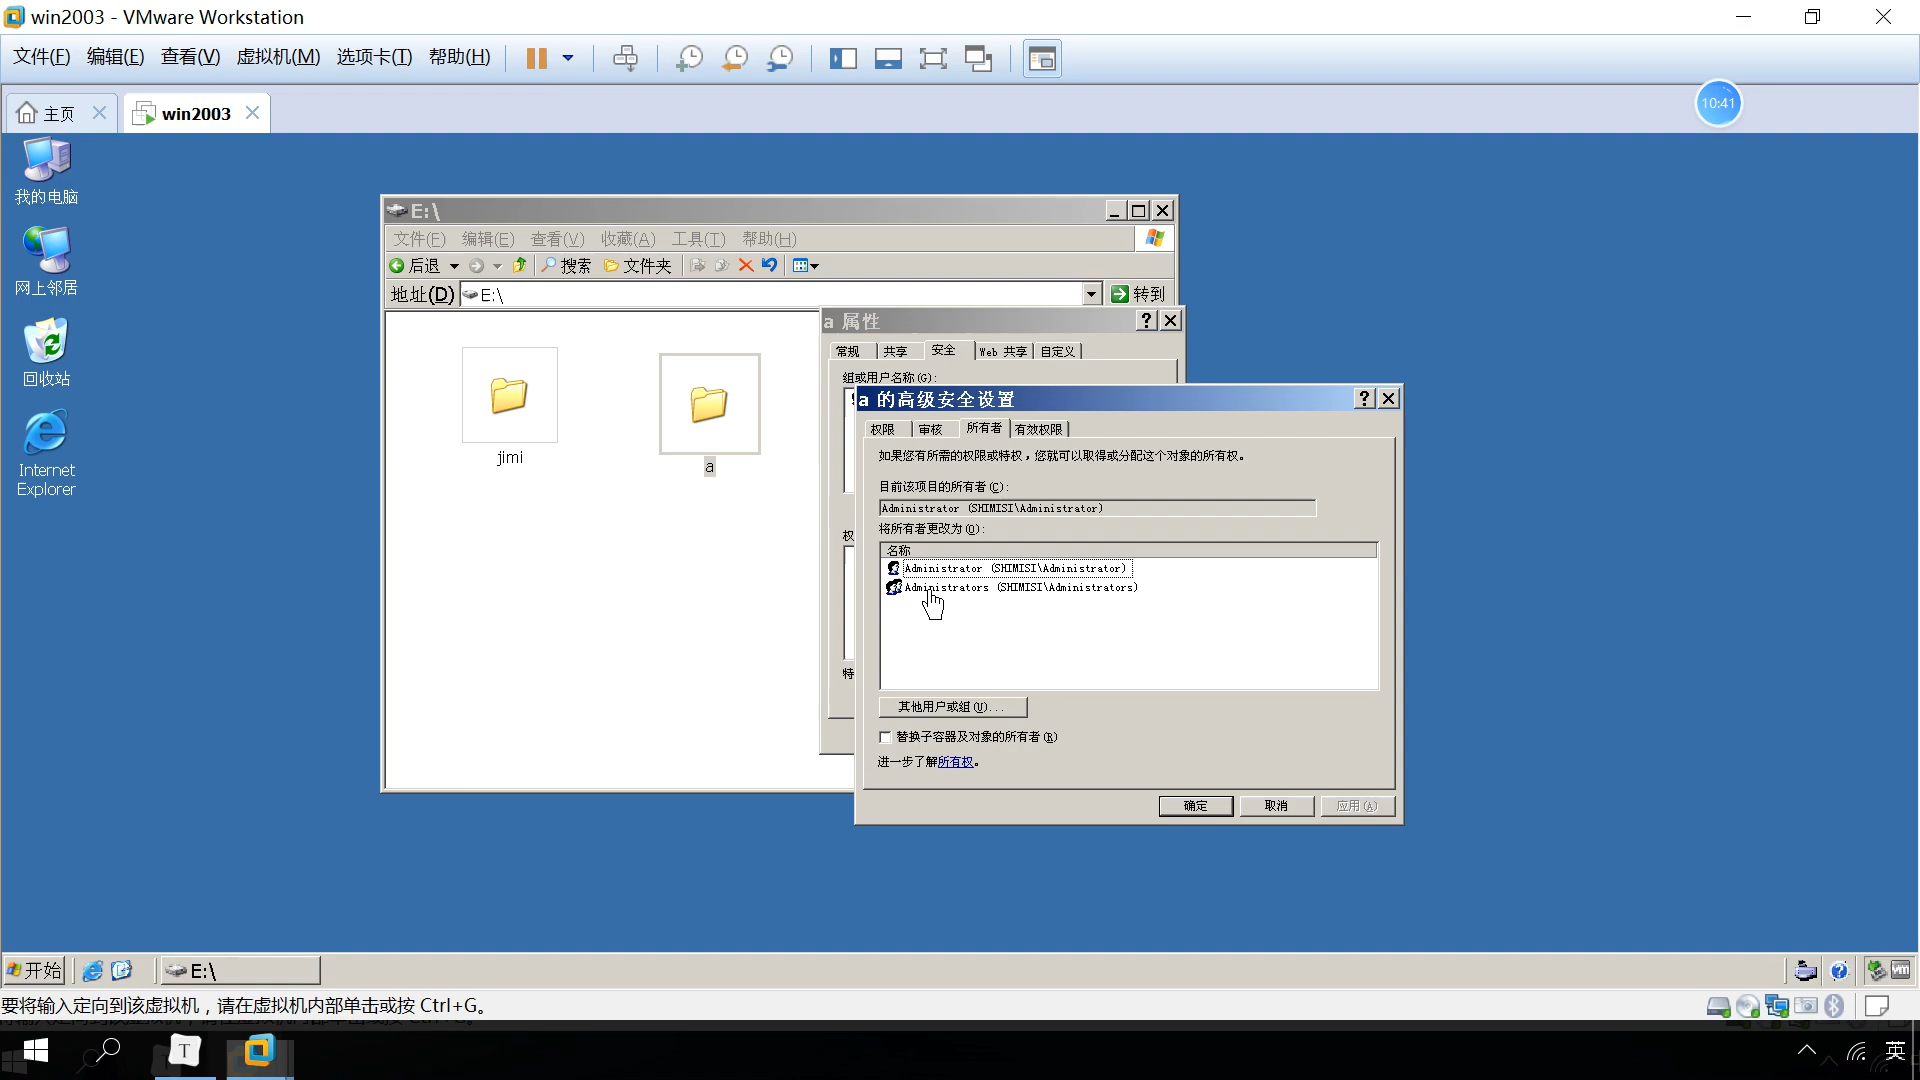 win2003 - VMware Workstation
文件(F) 编辑(E) 查看(V) 虚拟机(M) 选项卡(T) 帮助(H)
主页 win2003 10:41
我的电脑
网上邻居
回收站
Internet
Explorer
E:\
文件(F) 编辑(E) 查看(V) 收藏(A) 工具(T) 帮助(H)
后退 搜索 文件夹
地址(D) E:\ 转到
jimi
a
a 属性
常规 共享 安全 Web 共享 自定义
组或用户名称(G):
权
特
a 的高级安全设置
权限 审核 所有者 有效权限
如果您有所需的权限或特权，您就可以取得或分配这个对象的所有权。
目前该项目的所有者(C):
Administrator (SHIMISI\Administrator)
将所有者更改为(O):
名称
Administrator (SHIMISI\Administrator)
Administrators (SHIMISI\Administrators)
其他用户或组(U)...
替换子容器及对象的所有者(R)
进一步了解所有权。
确定 取消 应用(A)
开始 E:\
要将输入定向到该虚拟机，请在虚拟机内部单击或按 Ctrl+G。
T 英